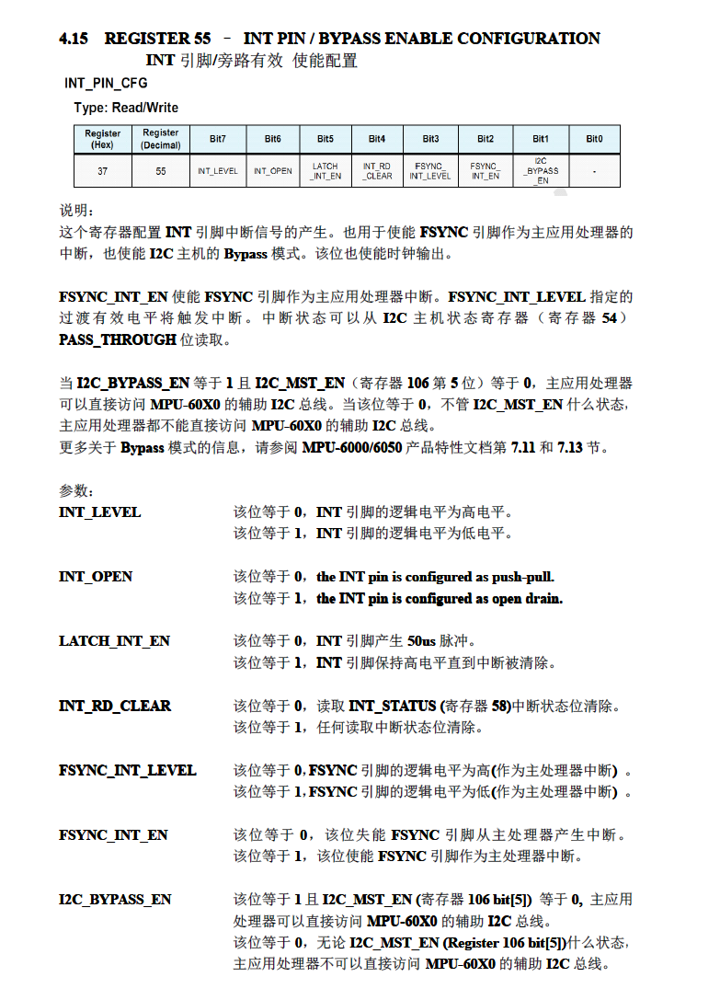 4.15 REGISTER 55 – INT PIN / BYPASS ENABLE CONFIGURATION
INT 引脚/旁路有效 使能配置
INT_PIN_CFG
Type: Read/Write
Register (Hex) Register (Decimal) Bit7 Bit6 Bit5 Bit4 Bit3 Bit2 Bit1 Bit0
37 55 INT_LEVEL INT_OPEN LATCH _INT_EN INT_RD _CLEAR FSYNC_ INT_LEVEL FSYNC_ INT_EN I2C _BYPASS _EN -
说明：
这个寄存器配置 INT 引脚中断信号的产生。也用于使能 FSYNC 引脚作为主应用处理器的
中断，也使能 I2C 主机的 Bypass 模式。该位也使能时钟输出。
FSYNC_INT_EN 使能 FSYNC 引脚作为主应用处理器中断。FSYNC_INT_LEVEL 指定的
过渡有效电平将触发中断。中断状态可以从 I2C 主机状态寄存器（寄存器 54）
PASS_THROUGH 位读取。
当 I2C_BYPASS_EN 等于 1 且 I2C_MST_EN（寄存器 106 第 5 位）等于 0，主应用处理器
可以直接访问 MPU-60X0 的辅助 I2C 总线。当该位等于 0，不管 I2C_MST_EN 什么状态，
主应用处理器都不能直接访问 MPU-60X0 的辅助 I2C 总线。
更多关于 Bypass 模式的信息，请参阅 MPU-6000/6050 产品特性文档第 7.11 和 7.13 节。
参数：
INT_LEVEL 该位等于 0，INT 引脚的逻辑电平为高电平。
该位等于 1，INT 引脚的逻辑电平为低电平。
INT_OPEN 该位等于 0，the INT pin is configured as push-pull.
该位等于 1，the INT pin is configured as open drain.
LATCH_INT_EN 该位等于 0，INT 引脚产生 50us 脉冲。
该位等于 1，INT 引脚保持高电平直到中断被清除。
INT_RD_CLEAR 该位等于 0，读取 INT_STATUS (寄存器 58)中断状态位清除。
该位等于 1，任何读取中断状态位清除。
FSYNC_INT_LEVEL 该位等于 0,FSYNC 引脚的逻辑电平为高(作为主处理器中断) 。
该位等于 1,FSYNC 引脚的逻辑电平为低(作为主处理器中断) 。
FSYNC_INT_EN 该位等于 0，该位失能 FSYNC 引脚从主处理器产生中断。
该位等于 1，该位使能 FSYNC 引脚作为主处理器中断。
I2C_BYPASS_EN 该位等于 1 且 I2C_MST_EN (寄存器 106 bit[5]) 等于 0, 主应用
处理器可以直接访问 MPU-60X0 的辅助 I2C 总线。
该位等于 0，无论 I2C_MST_EN (Register 106 bit[5])什么状态，
主应用处理器不可以直接访问 MPU-60X0 的辅助 I2C 总线。